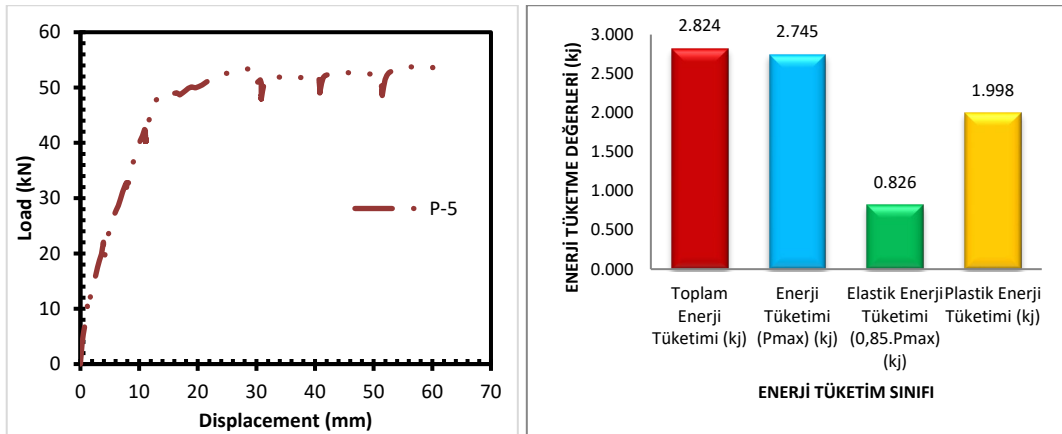 60
50
40
30
20
10
0
Load (kN)
P-5
0 10 20 30 40 50 60 70
Displacement (mm)
ENERJİ TÜKETME DEĞERLERİ (kj)
3.000
2.500
2.000
1.500
1.000
0.500
0.000
2.824
2.745
0.826
1.998
Toplam
Enerji
Tüketimi (kj)
Enerji
Tüketimi
(Pmax) (kj)
Elastik Enerji
Tüketimi
(0,85.Pmax)
(kj)
Plastik Enerji
Tüketimi (kj)
ENERJİ TÜKETİM SINIFI